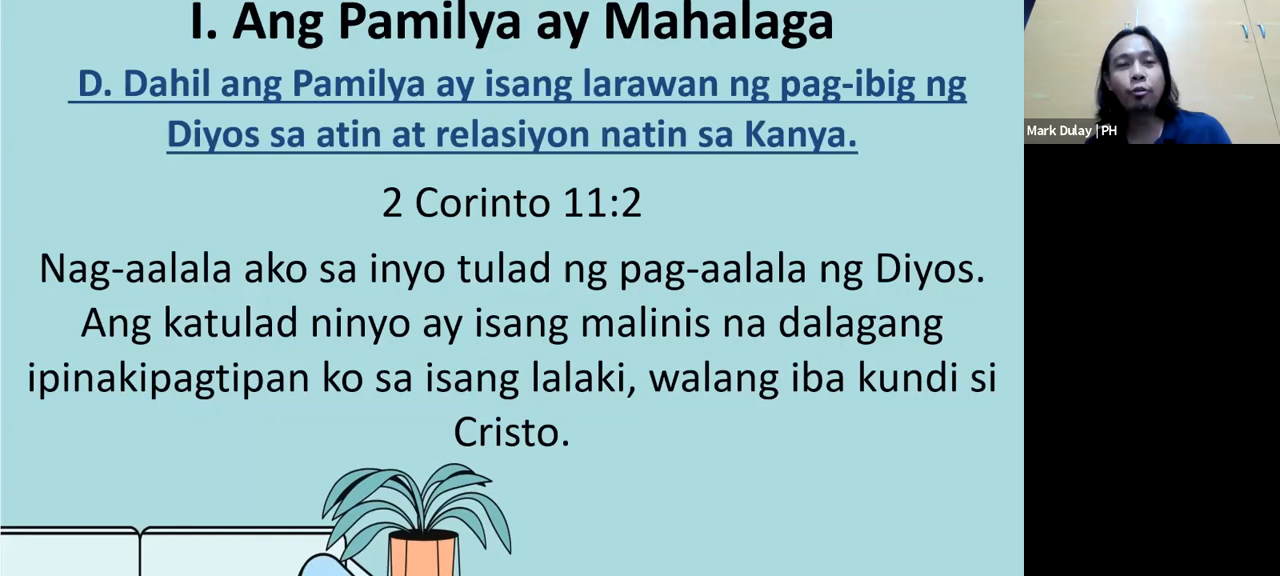 I. Ang Pamilya ay Mahalaga
D. Dahil ang Pamilya ay isang larawan ng pag-ibig ng
Diyos sa atin at relasiyon natin sa Kanya.
2 Corinto 11:2
Nag-aalala ako sa inyo tulad ng pag-aalala ng Diyos.
Ang katulad ninyo ay isang malinis na dalagang
ipinakipagtipan ko sa isang lalaki, walang iba kundi si
Cristo.
Mark Dulay | PH